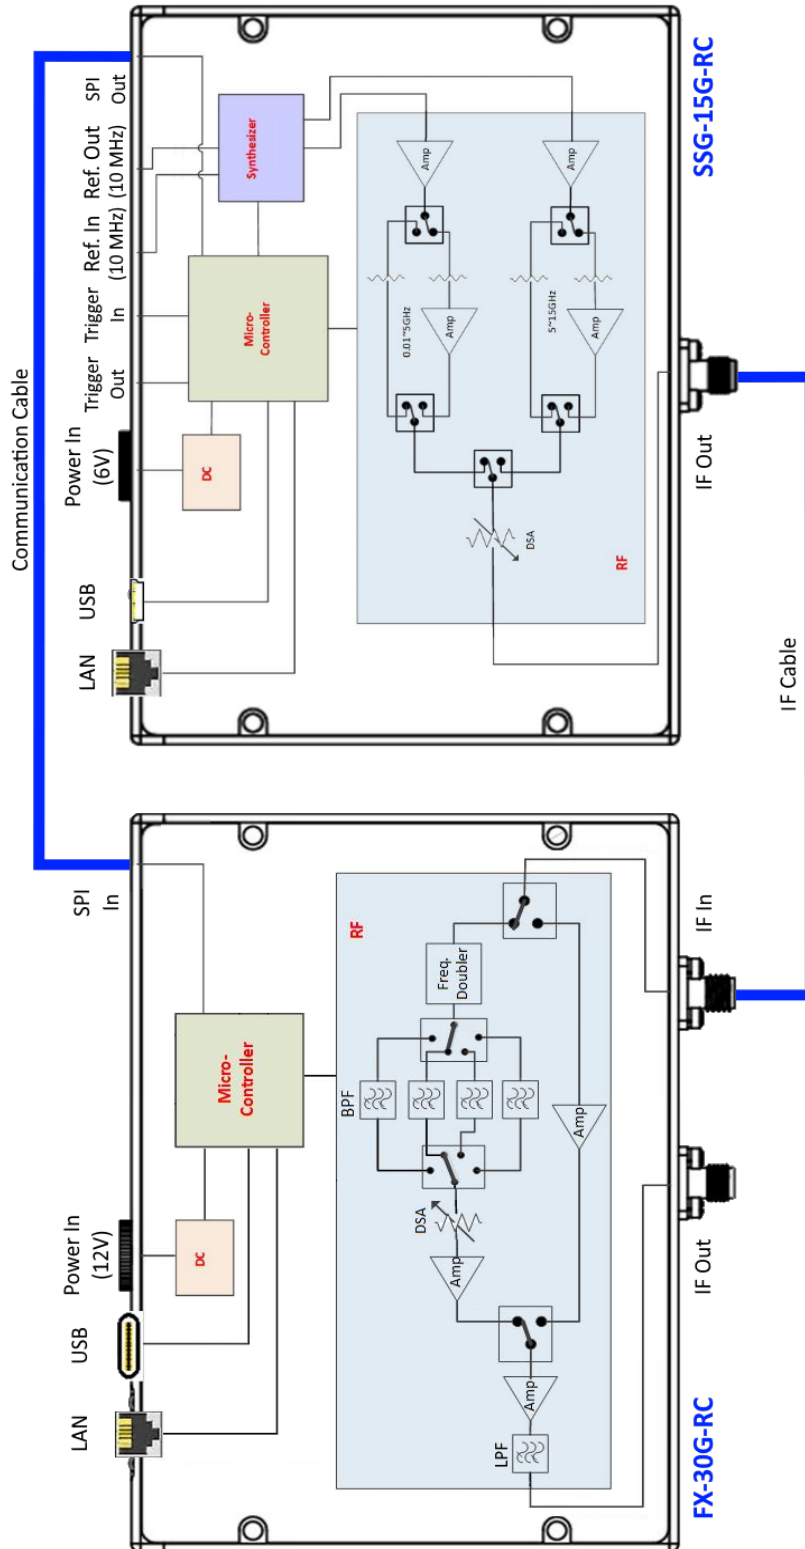 Communication Cable
SPI
Out
Ref. Out
(10 MHz)
Ref. In
(10 MHz)
Trigger
In
Trigger
Out
Power In
(6V)
USB
LAN
Synthesizer
Micro-
Controller
DC
Amp
Amp
0.01~5GHz
Amp
5~15GHz
Amp
DSA
RF
IF Out
SSG-15G-RC
IF Cable
SPI
In
Power In
(12V)
USB
LAN
Micro-
Controller
DC
RF
Freq.
Doubler
BPF
DSA
Amp
Amp
Amp
LPF
IF In
IF Out
FX-30G-RC